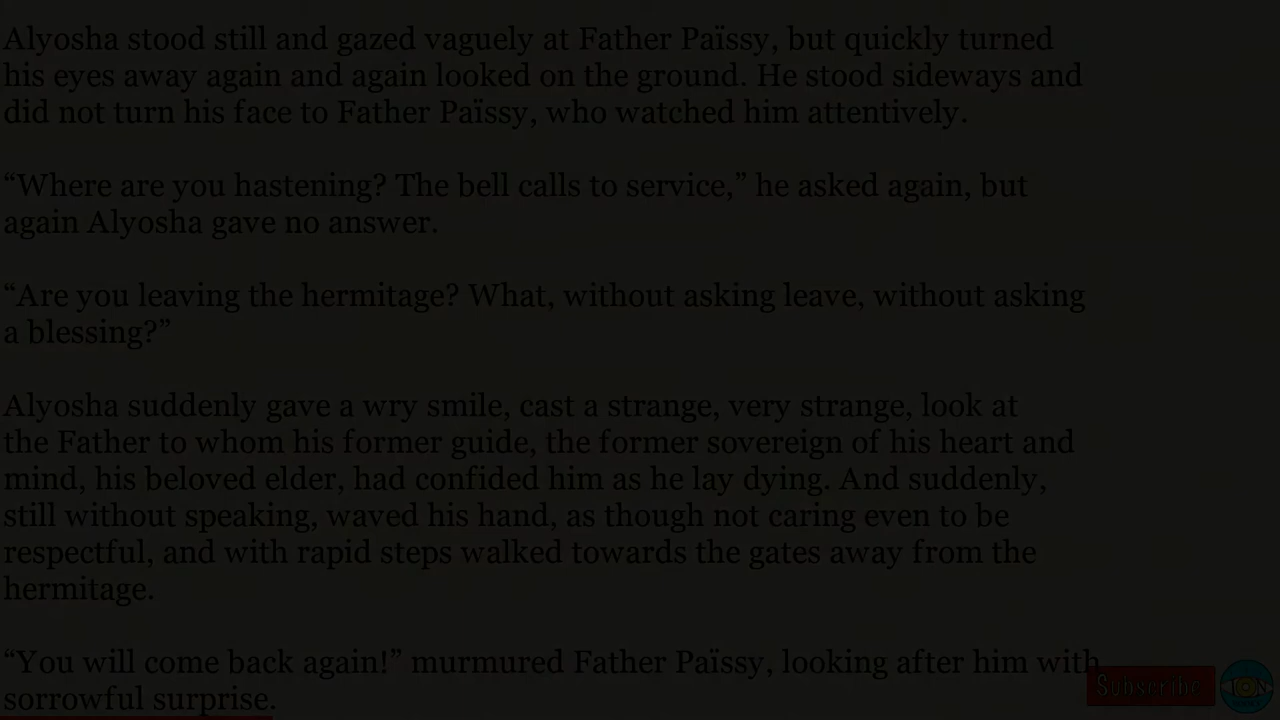 Alyosha stood still and gazed vaguely at Father Païssy, but quickly turned
his eyes away again and again looked on the ground. He stood sideways and
did not turn his face to Father Païssy, who watched him attentively.
“Where are you hastening? The bell calls to service,” he asked again, but
again Alyosha gave no answer.
“Are you leaving the hermitage? What, without asking leave, without asking
a blessing?”
Alyosha suddenly gave a wry smile, cast a strange, very strange, look at
the Father to whom his former guide, the former sovereign of his heart and
mind, his beloved elder, had confided him as he lay dying. And suddenly,
still without speaking, waved his hand, as though not caring even to be
respectful, and with rapid steps walked towards the gates away from the
hermitage.
“You will come back again!” murmured Father Païssy, looking after him with
sorrowful surprise.
Subscribe